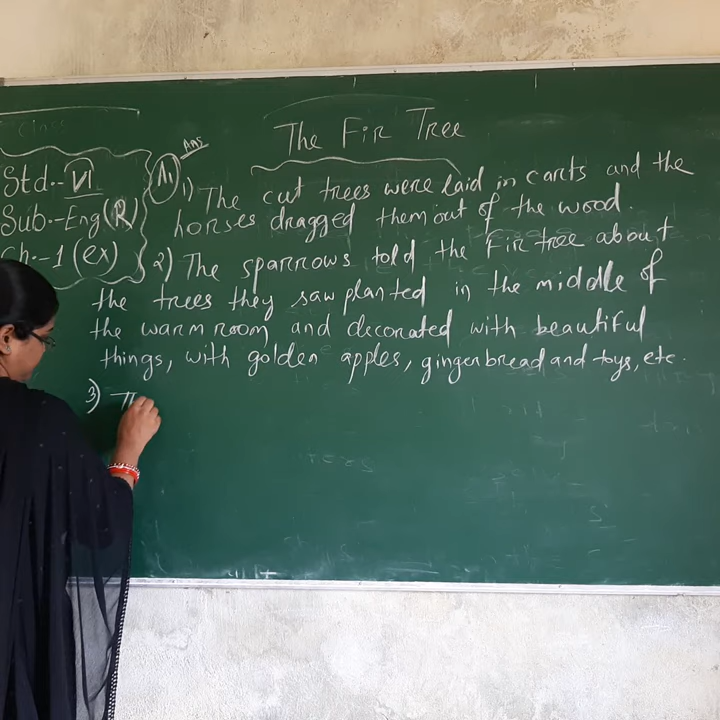 The Fir Tree
Class
Std.- VI
Sub.- Eng(R)
Ch.-1 (ex)
Ans
A1
1) The cut trees were laid in carts and the
horses dragged them out of the wood.
2) The sparrows told the Fir tree about
the trees they saw planted in the middle of
the warm room and decorated with beautiful
things, with golden apples, gingerbread and toys, etc.
3) Th